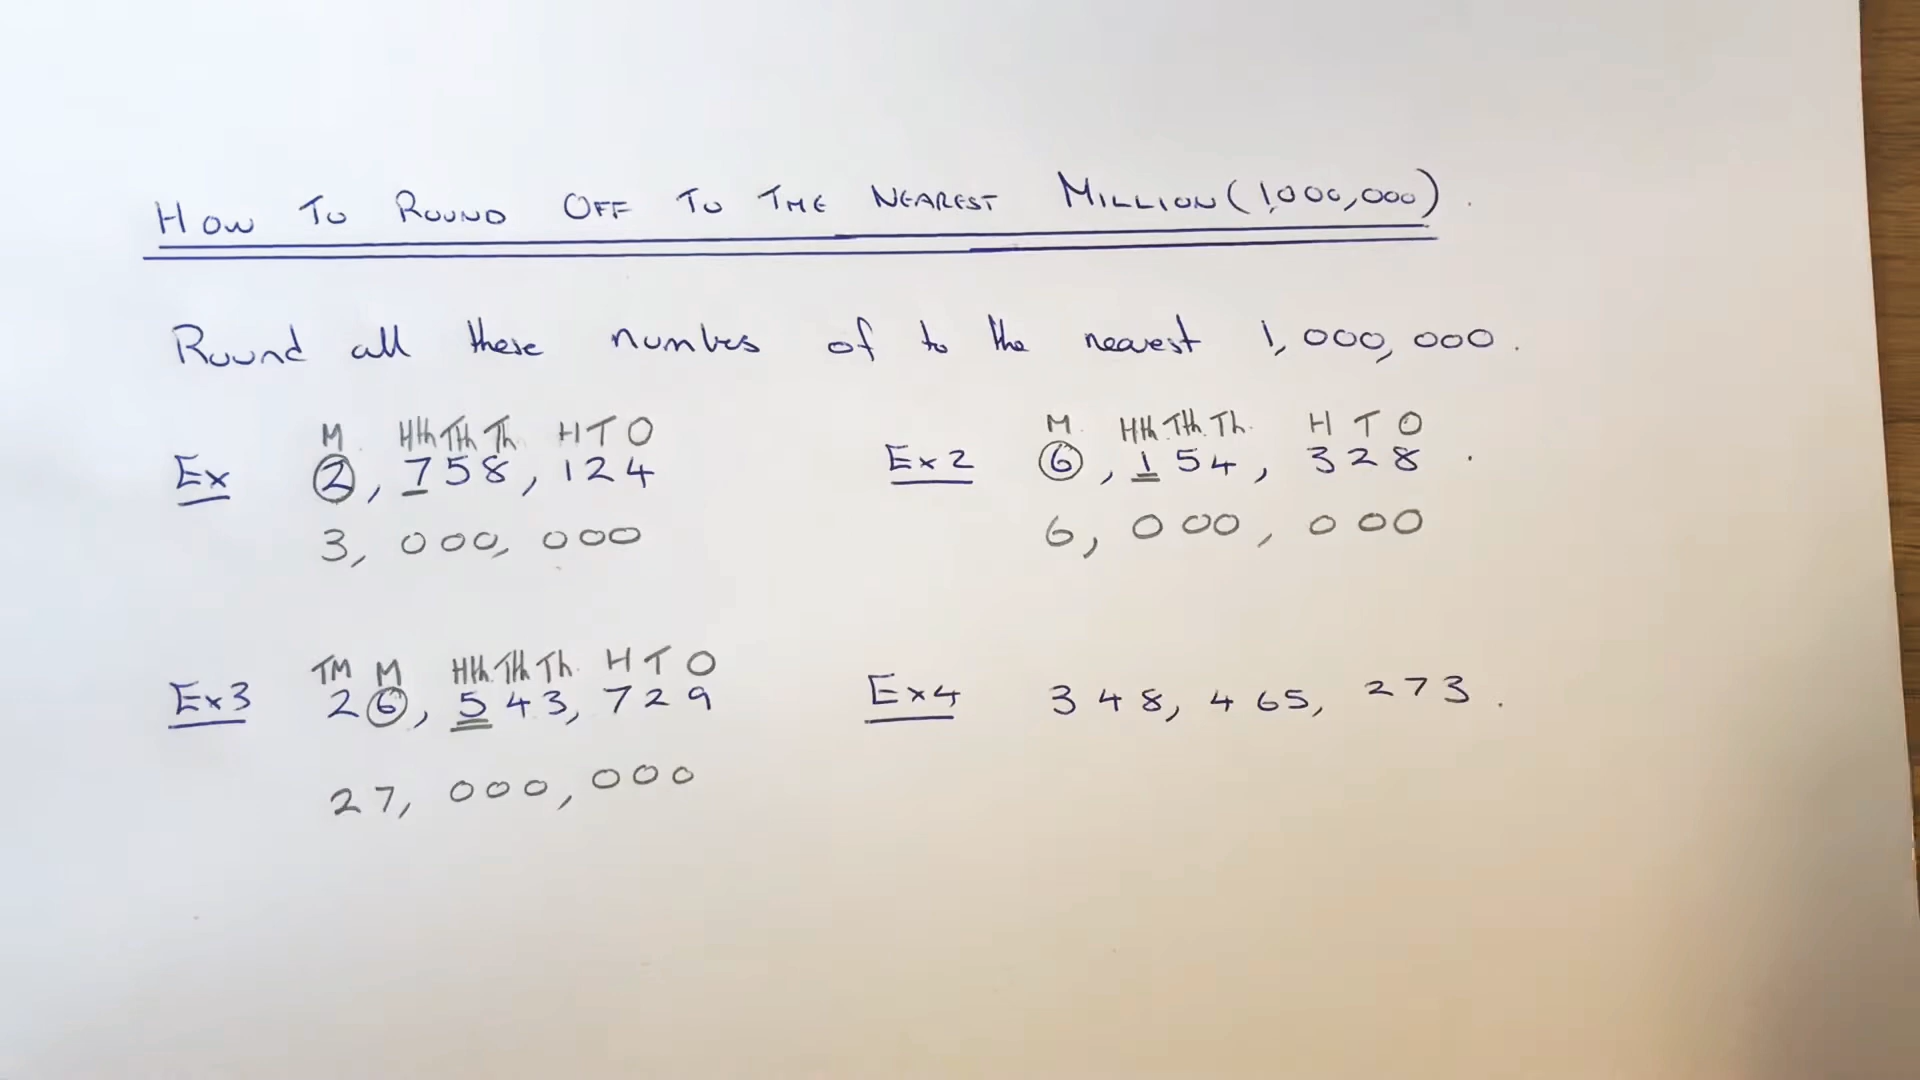 HOW TO ROUND OFF TO THE NEAREST MILLION (1,000,000).
Round all these numbes of to the nearest 1,000,000.
M Hth Tth Th H T O
Ex 2,758,124
3,000,000
M. Hth. Tth. Th. H T O
Ex2 6,154,328.
6,000,000
TM M Hth. Tth Th. H T O
Ex3 26,543,729
27,000,000
Ex4 348,465,273.